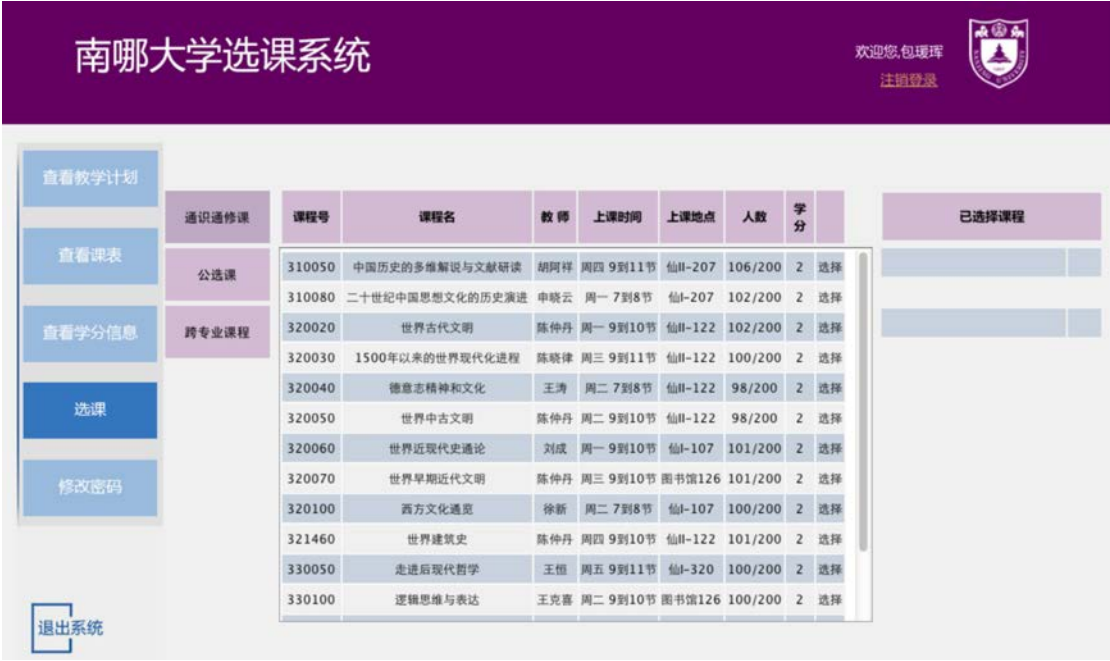 南哪大学选课系统
欢迎您,包瑗珲
注销登录
查看教学计划
查看课表
查看学分信息
选课
修改密码
退出系统
通识通修课
公选课
跨专业课程
课程号 课程名 教 师 上课时间 上课地点 人数 学分
310050 中国历史的多维解说与文献研读 胡阿祥 周四 9到11节 仙II-207 106/200 2 选择
310080 二十世纪中国思想文化的历史演进 申晓云 周一 7到8节 仙I-207 102/200 2 选择
320020 世界古代文明 陈仲丹 周一 9到10节 仙II-122 102/200 2 选择
320030 1500年以来的世界现代化进程 陈晓律 周三 9到11节 仙II-122 100/200 2 选择
320040 德意志精神和文化 王涛 周二 7到8节 仙II-122 98/200 2 选择
320050 世界中古文明 陈仲丹 周二 9到10节 仙II-122 98/200 2 选择
320060 世界近现代史通论 刘成 周一 9到10节 仙I-107 101/200 2 选择
320070 世界早期近代文明 陈仲丹 周三 9到10节 图书馆126 101/200 2 选择
320100 西方文化通览 徐新 周二 7到8节 仙I-107 100/200 2 选择
321460 世界建筑史 陈仲丹 周四 9到10节 仙II-122 101/200 2 选择
330050 走进后现代哲学 王恒 周五 9到11节 仙I-320 100/200 2 选择
330100 逻辑思维与表达 王克喜 周二 9到10节 图书馆126 100/200 2 选择
已选择课程